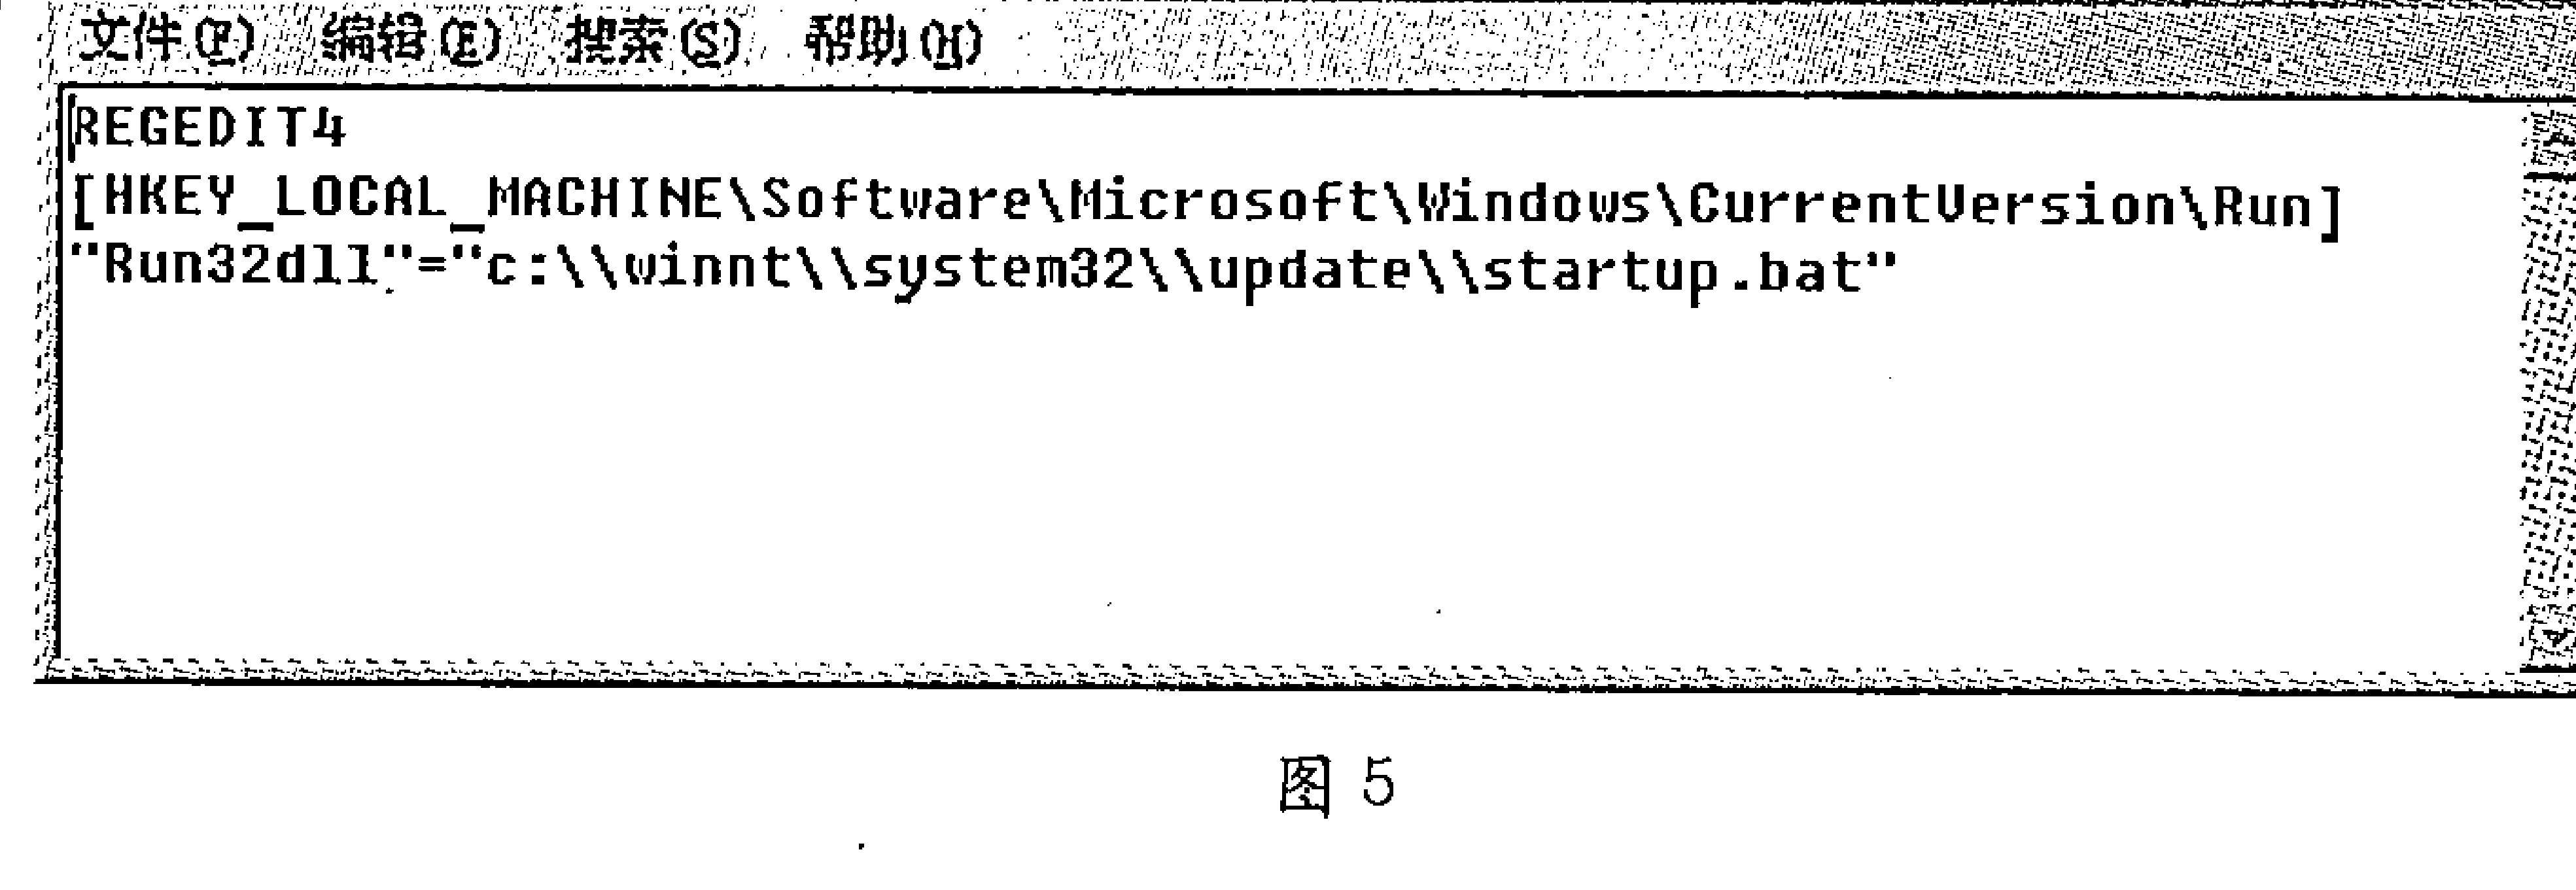 文件(F) 编辑(E) 搜索(S) 帮助(H)
REGEDIT4
[HKEY_LOCAL_MACHINE\Software\Microsoft\Windows\CurrentVersion\Run]
"Run32dll"="c:\\winnt\\system32\\update\\startup.bat"
图 5